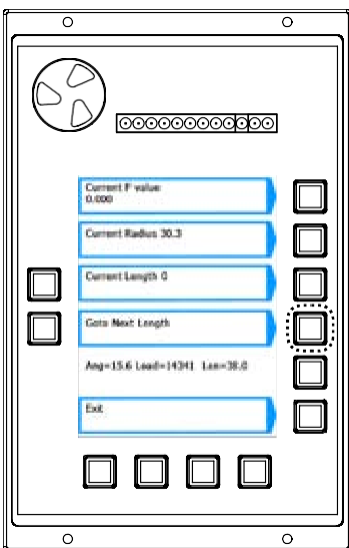 Current F value
0.000
Current Radius 30.3
Current Length 0
Goto Next Length
Ang=15.6 Load=14341 Len=38.0
Exit